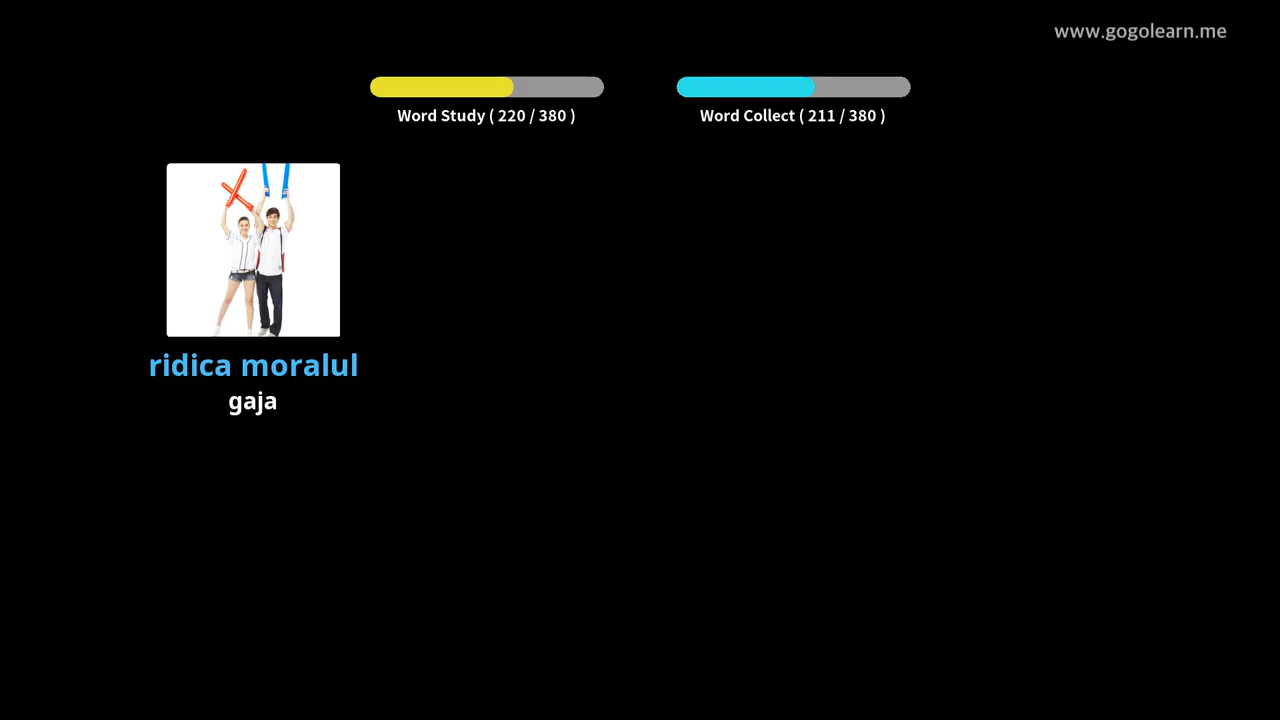 www.gogolearn.me
Word Study ( 220 / 380 )
Word Collect ( 211 / 380 )
ridica moralul
gaja